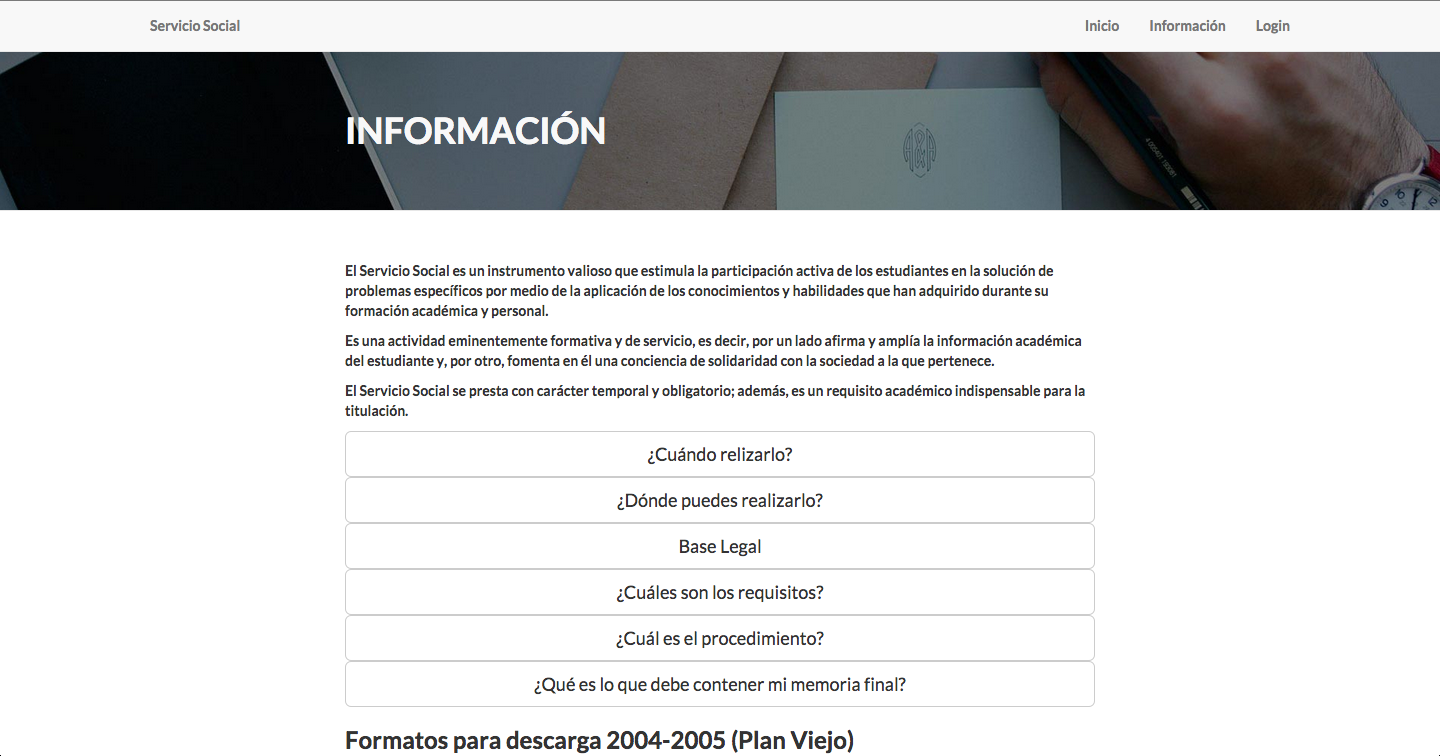 Servicio Social Inicio Información Login
INFORMACIÓN
El Servicio Social es un instrumento valioso que estimula la participación activa de los estudiantes en la solución de
problemas específicos por medio de la aplicación de los conocimientos y habilidades que han adquirido durante su
formación académica y personal.
Es una actividad eminentemente formativa y de servicio, es decir, por un lado afirma y amplía la información académica
del estudiante y, por otro, fomenta en él una conciencia de solidaridad con la sociedad a la que pertenece.
El Servicio Social se presta con carácter temporal y obligatorio; además, es un requisito académico indispensable para la
titulación.
¿Cuándo relizarlo?
¿Dónde puedes realizarlo?
Base Legal
¿Cuáles son los requisitos?
¿Cuál es el procedimiento?
¿Qué es lo que debe contener mi memoria final?
Formatos para descarga 2004-2005 (Plan Viejo)